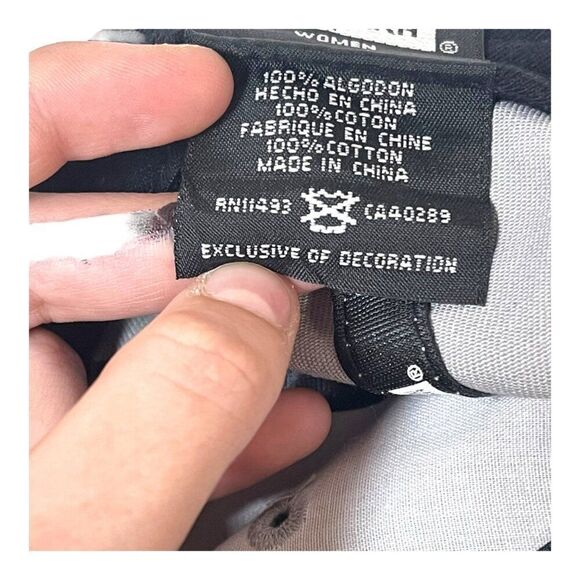 WOMEN
®
100% ALGODON
HECHO EN CHINA
100% COTON
FABRIQUE EN CHINE
100% COTTON
MADE IN CHINA
RN11493 CA40289
EXCLUSIVE OF DECORATION
®